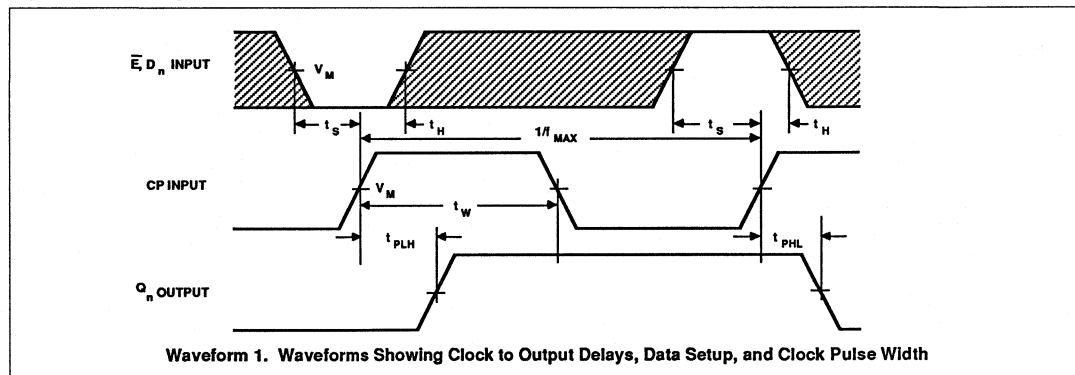 E̅, Dn INPUT
VM
tS
tH
tS
tH
1/fMAX
CP INPUT
VM
tW
tPLH
tPHL
Qn OUTPUT
Waveform 1. Waveforms Showing Clock to Output Delays, Data Setup, and Clock Pulse Width